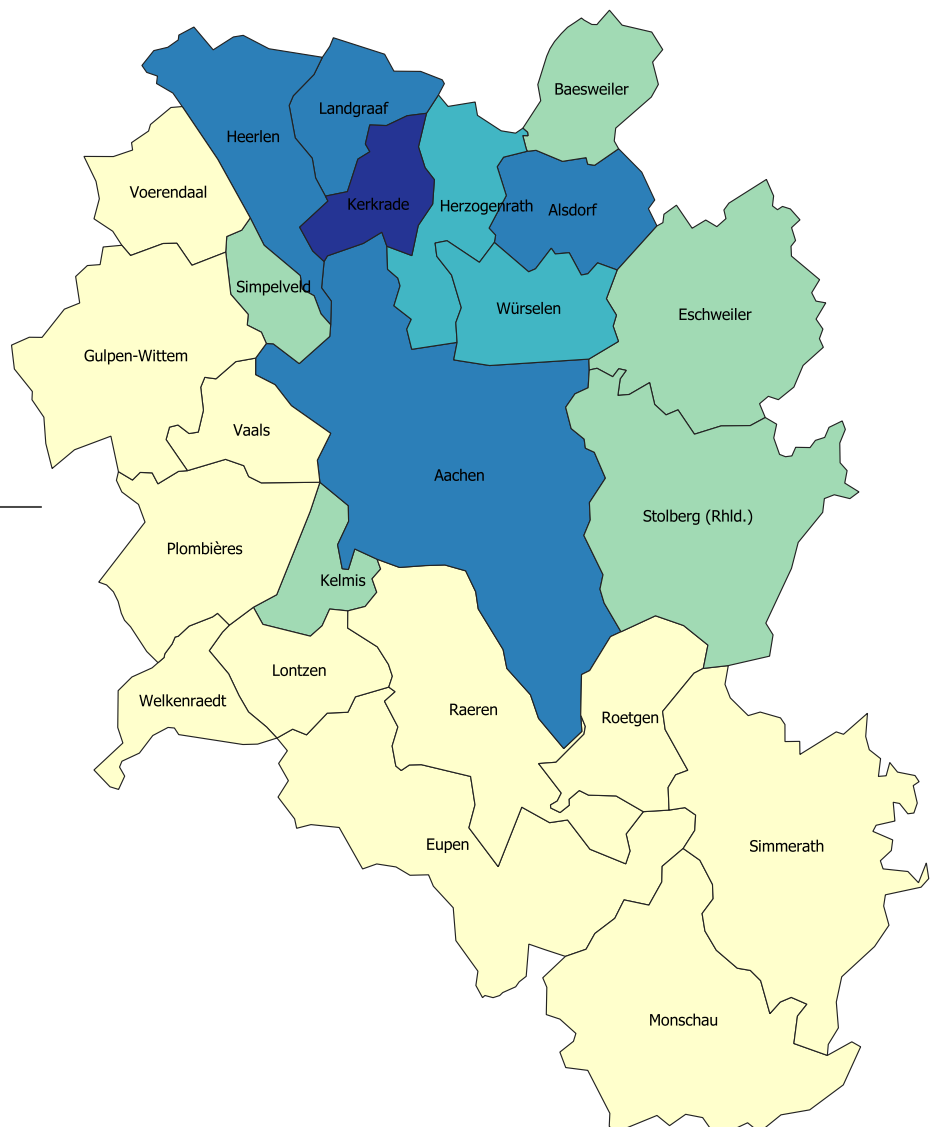 Baesweiler
Landgraaf
Heerlen
Voerendaal
Kerkrade
Herzogenrath
Alsdorf
Simpelveld
Würselen
Eschweiler
Gulpen-Wittem
Vaals
Aachen
Stolberg (Rhld.)
Plombières
Kelmis
Lontzen
Welkenraedt
Raeren
Roetgen
Eupen
Simmerath
Monschau